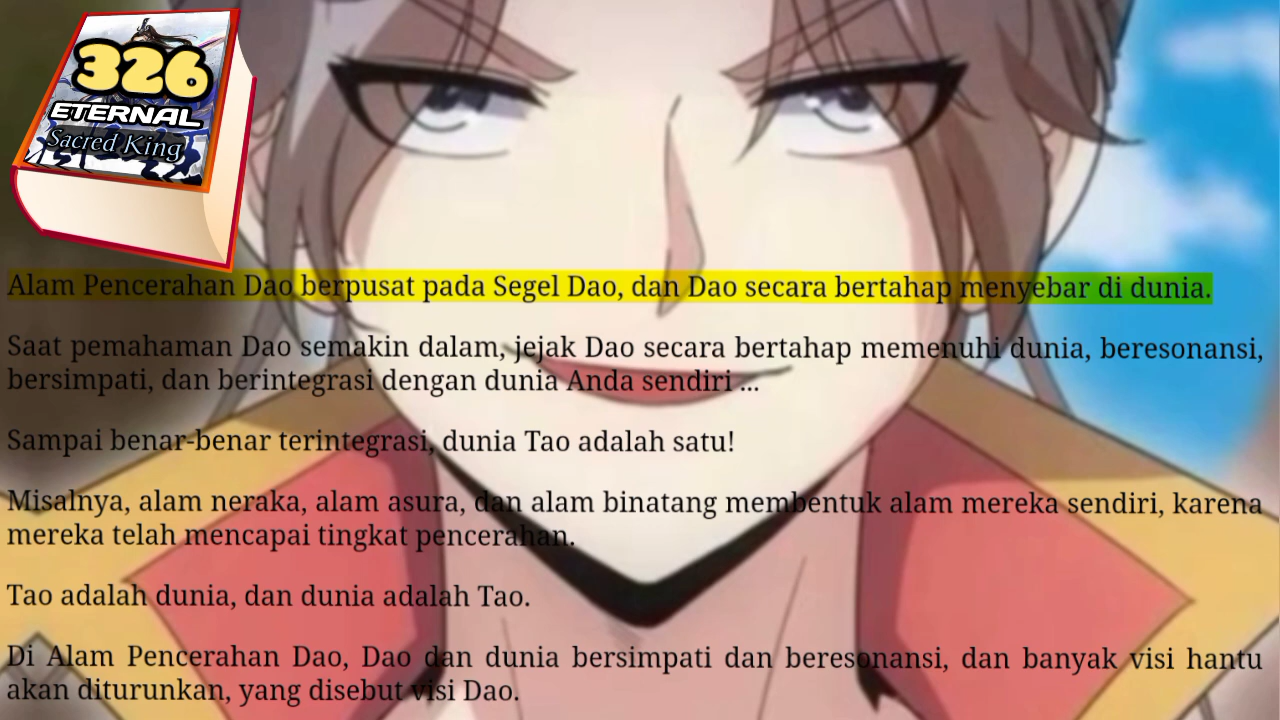 326
ETERNAL
Sacred King
Alam Pencerahan Dao berpusat pada Segel Dao, dan Dao secara bertahap menyebar di dunia.
Saat pemahaman Dao semakin dalam, jejak Dao secara bertahap memenuhi dunia, beresonansi,
bersimpati, dan berintegrasi dengan dunia Anda sendiri ...
Sampai benar-benar terintegrasi, dunia Tao adalah satu!
Misalnya, alam neraka, alam asura, dan alam binatang membentuk alam mereka sendiri, karena
mereka telah mencapai tingkat pencerahan.
Tao adalah dunia, dan dunia adalah Tao.
Di Alam Pencerahan Dao, Dao dan dunia bersimpati dan beresonansi, dan banyak visi hantu
akan diturunkan, yang disebut visi Dao.